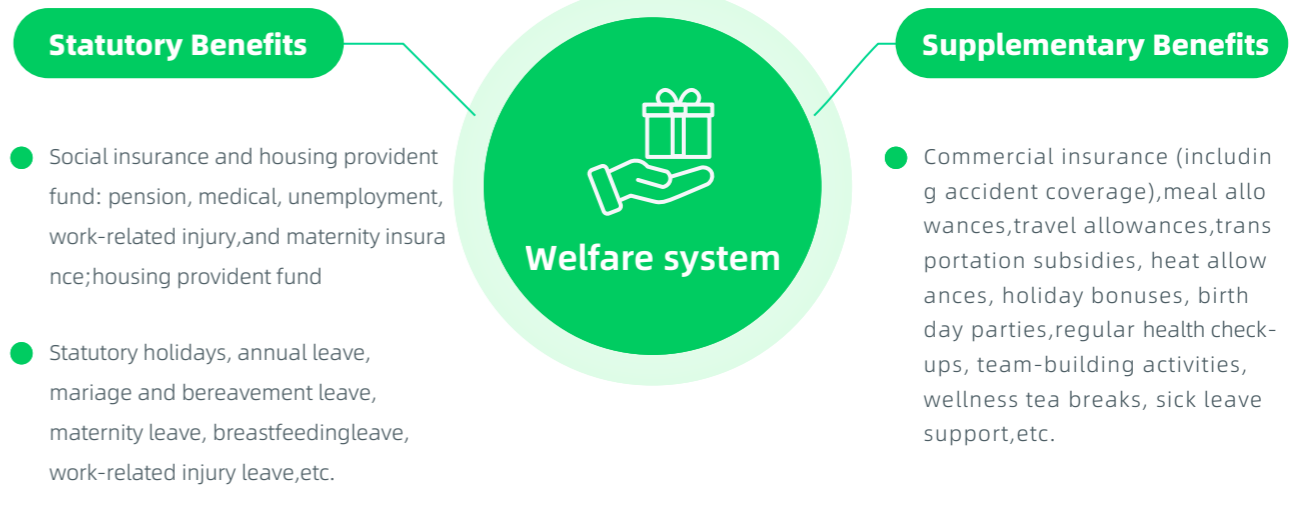 Statutory Benefits
Social insurance and housing provident
fund: pension, medical, unemployment,
work-related injury,and maternity insura
nce;housing provident fund
Statutory holidays, annual leave,
mariage and bereavement leave,
maternity leave, breastfeedingleave,
work-related injury leave,etc.
Welfare system
Supplementary Benefits
Commercial insurance (includin
g accident coverage),meal allo
wances,travel allowances,trans
portation subsidies, heat allow
ances, holiday bonuses, birth
day parties,regular health check-
ups, team-building activities,
wellness tea breaks, sick leave
support,etc.